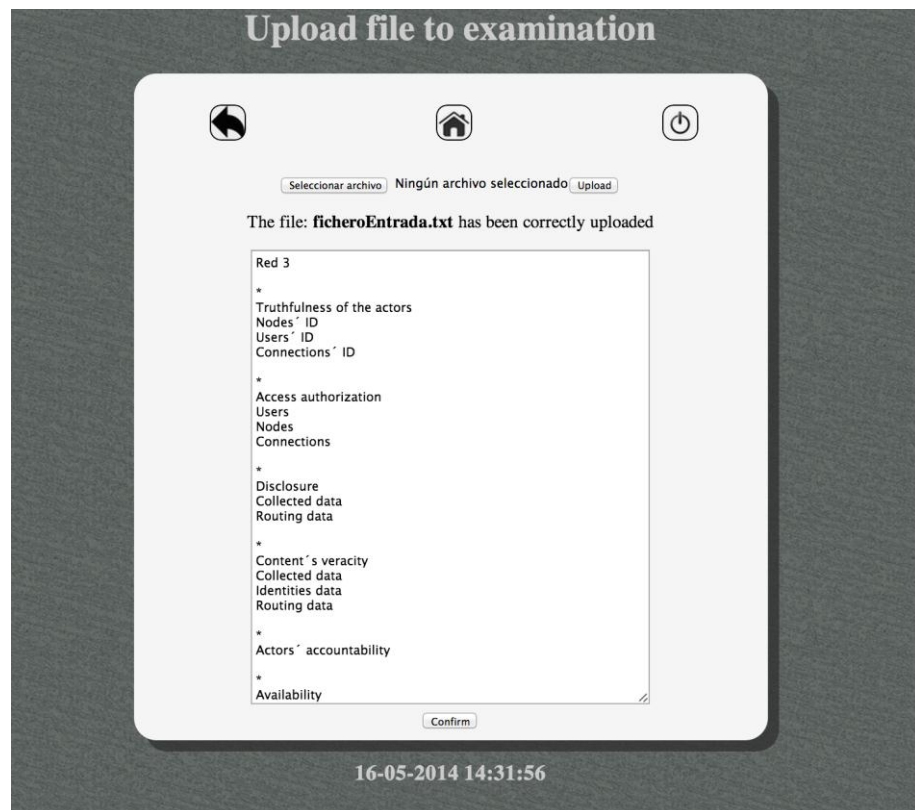 Upload file to examination
Seleccionar archivo Ningún archivo seleccionado Upload
The file: ficheroEntrada.txt has been correctly uploaded
Red 3
*
Truthfulness of the actors
Nodes´ ID
Users´ ID
Connections´ ID
*
Access authorization
Users
Nodes
Connections
*
Disclosure
Collected data
Routing data
*
Content´s veracity
Collected data
Identities data
Routing data
*
Actors´ accountability
*
Availability
Confirm
16-05-2014 14:31:56